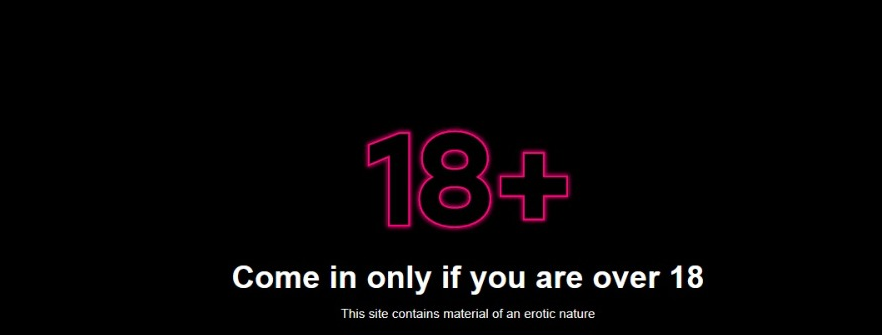 18+
Come in only if you are over 18
This site contains material of an erotic nature